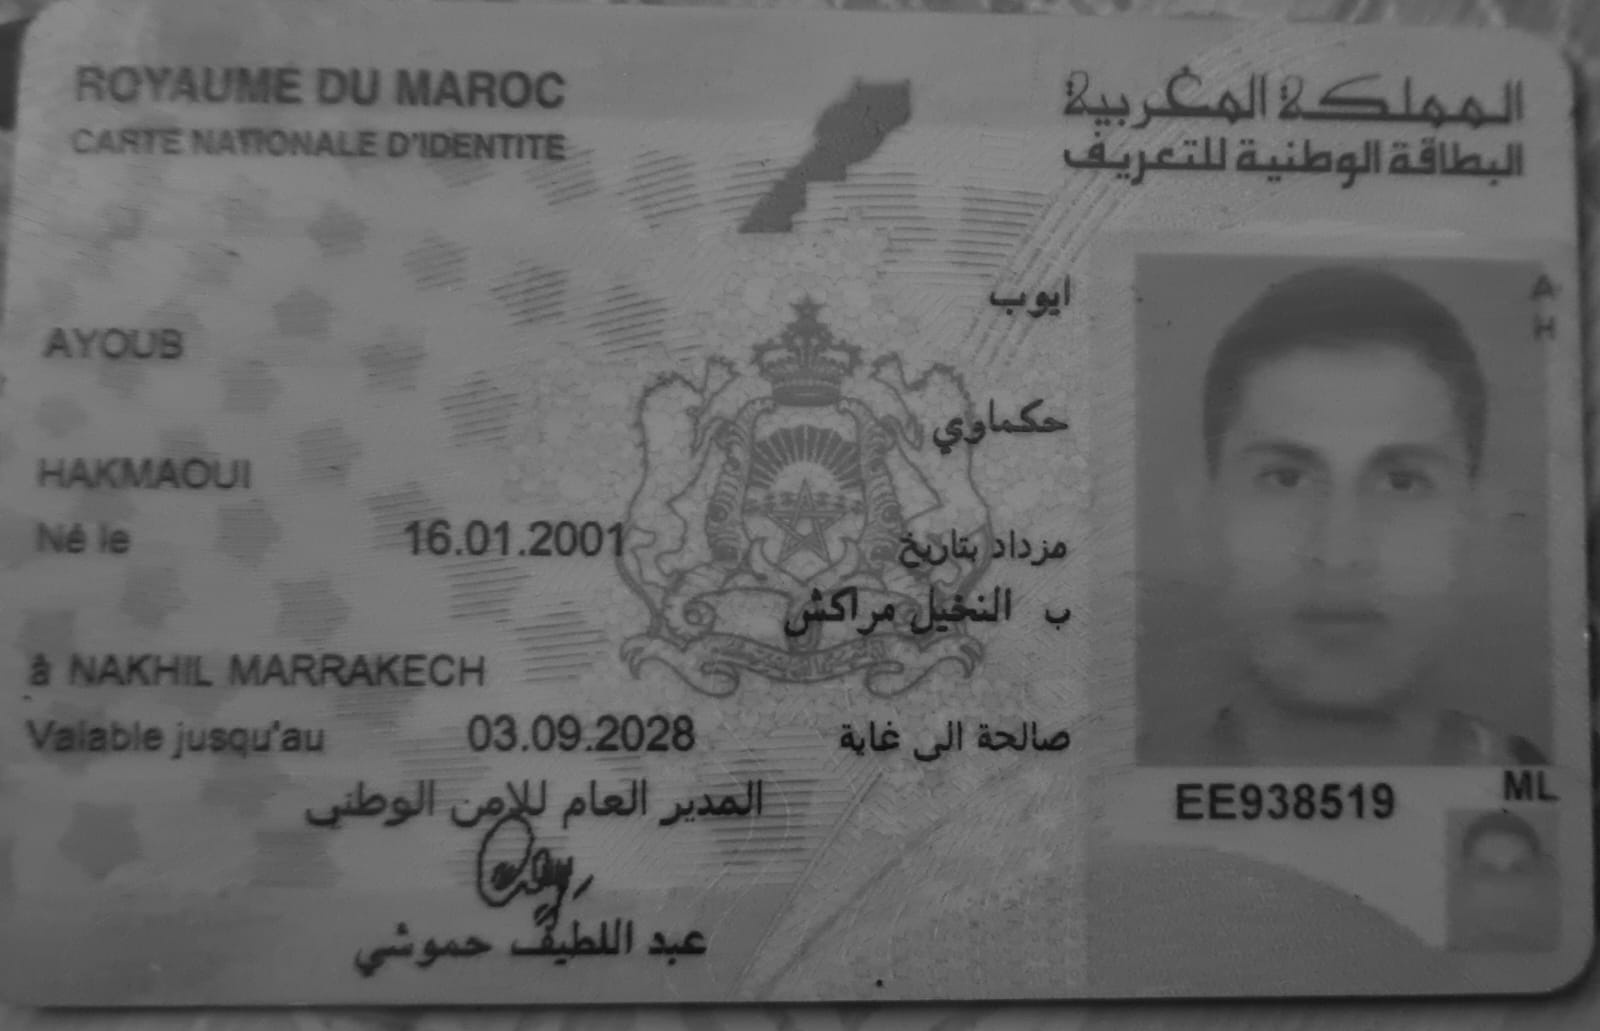 ROYAUME DU MAROC
المملكة المغربية
CARTE NATIONALE D'IDENTITE
البطاقة الوطنية للتعريف
ايوب
AYOUB
حكماوي
HAKMAOUI
Né le 16.01.2001 مزداد بتاريخ
ب النخيل مراكش
à NAKHIL MARRAKECH
Valable jusqu'au 03.09.2028 صالحة الى غاية
المدير العام للامن الوطني
عبد اللطيف حموشي
A
H
EE938519
ML